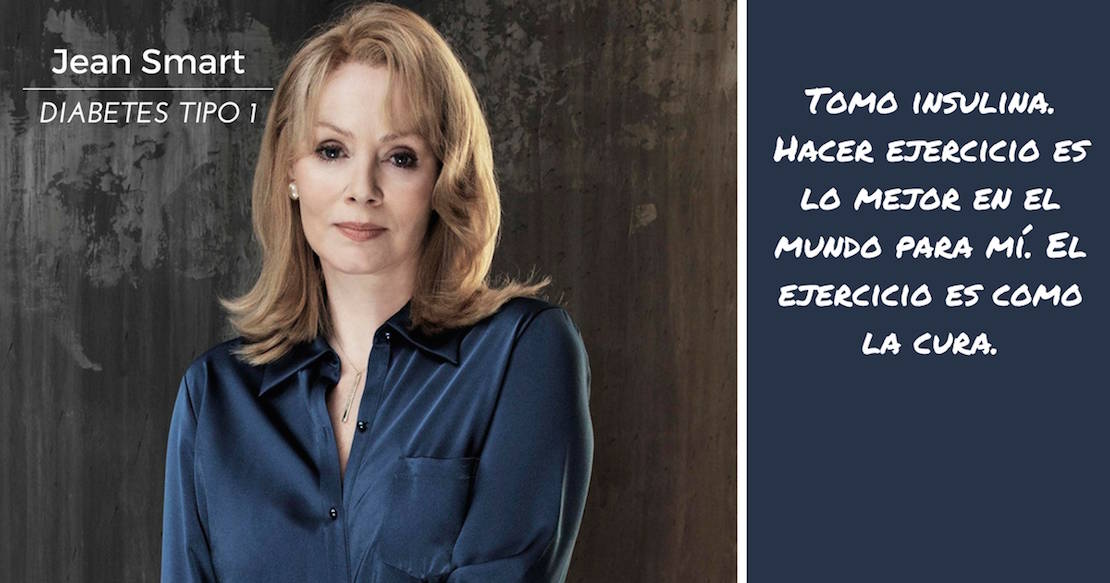 Jean Smart
DIABETES TIPO 1
TOMO INSULINA.
HACER EJERCICIO ES
LO MEJOR EN EL
MUNDO PARA MÍ. EL
EJERCICIO ES COMO
LA CURA.